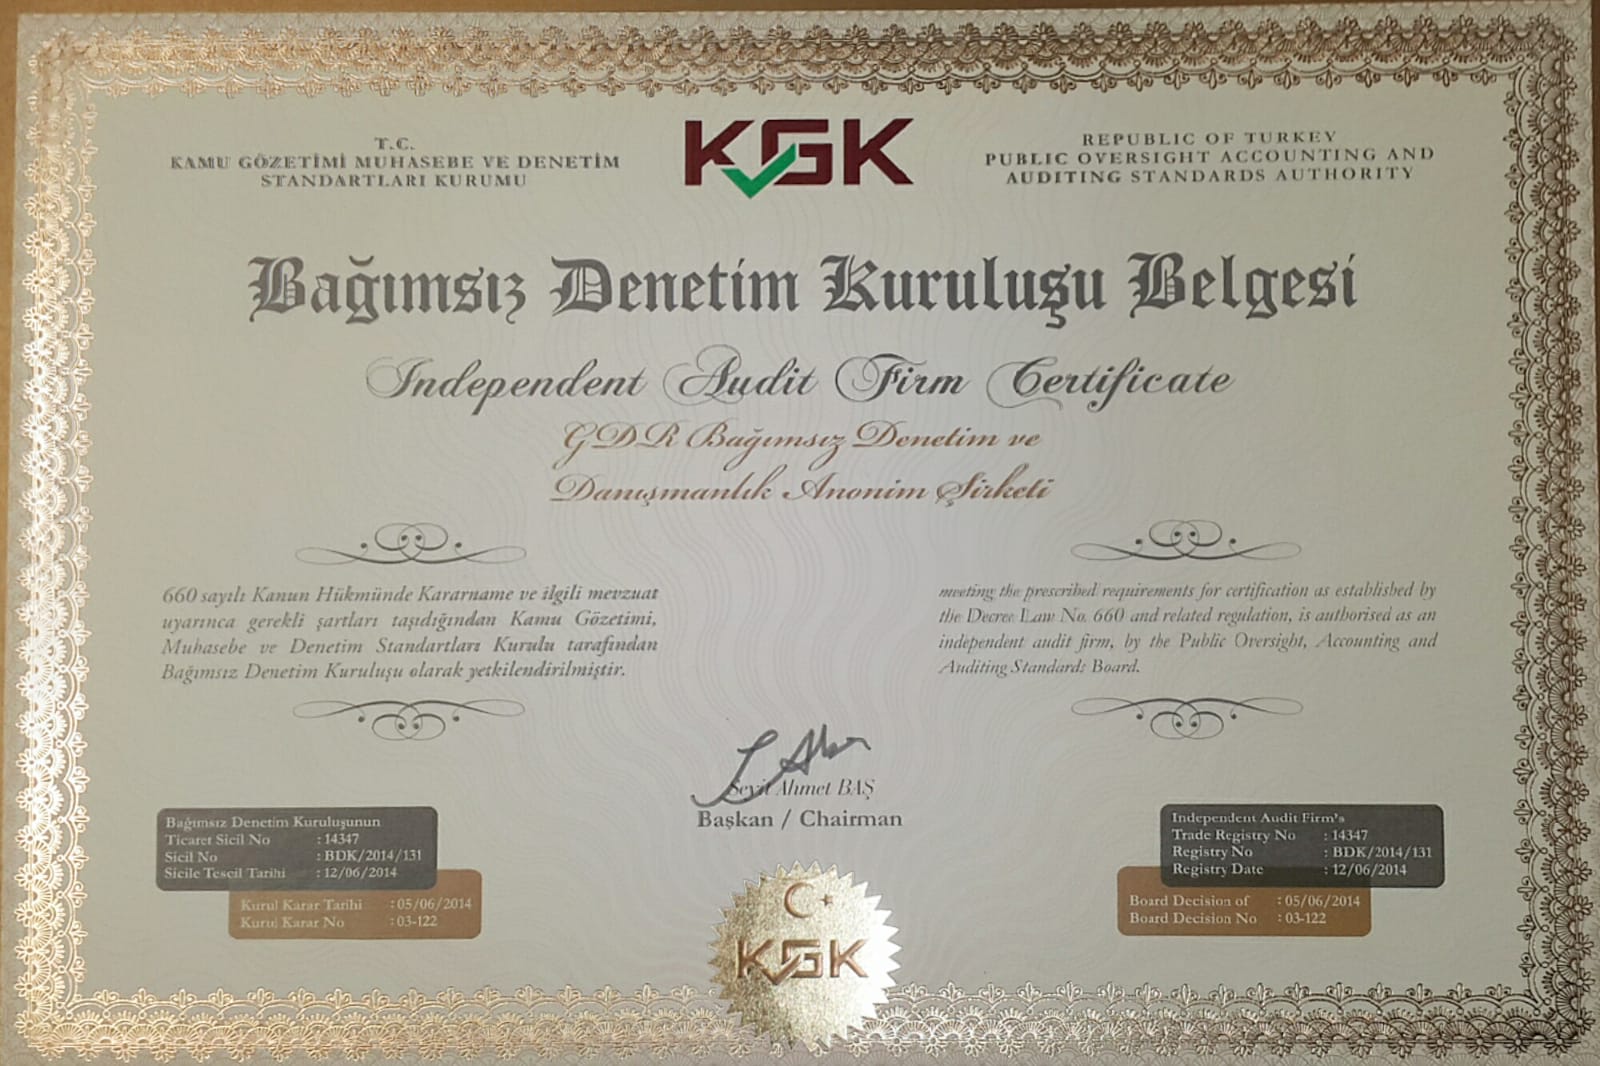 T.C.
KAMU GÖZETİMİ MUHASEBE VE DENETİM
STANDARTLARI KURUMU
KGK
REPUBLIC OF TURKEY
PUBLIC OVERSIGHT ACCOUNTING AND
AUDITING STANDARDS AUTHORITY
Bağımsız Denetim Kuruluşu Belgesi
Independent Audit Firm Certificate
GDR Bağımsız Denetim ve
Danışmanlık Anonim Şirketi
660 sayılı Kanun Hükmünde Kararname ve ilgili mevzuat
uyarınca gerekli şartları taşıdığından Kamu Gözetimi,
Muhasebe ve Denetim Standartları Kurulu tarafından
Bağımsız Denetim Kuruluşu olarak yetkilendirilmiştir.
meeting the prescribed requirements for certification as established by
the Decree Law No. 660 and related regulation, is authorised as an
independent audit firm, by the Public Oversight, Accounting and
Auditing Standards Board.
Seyit Ahmet BAŞ
Başkan / Chairman
Bağımsız Denetim Kuruluşunun
Ticaret Sicil No : 14347
Sicil No : BDK/2014/131
Sicile Tescil Tarihi : 12/06/2014
Kurul Karar Tarihi : 05/06/2014
Kurul Karar No : 03-122
Independent Audit Firm's
Trade Registry No : 14347
Registry No : BDK/2014/131
Registry Date : 12/06/2014
Board Decision of : 05/06/2014
Board Decision No : 03-122
KGK